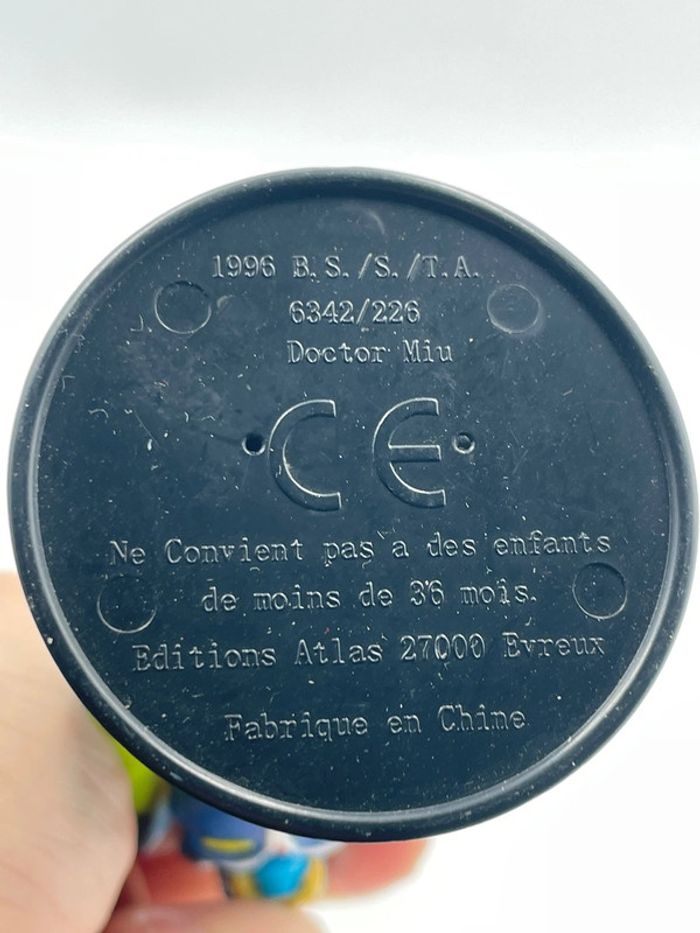 1996 B.S./S./T.A.
6342/226
Doctor Miu
CE
Ne Convient pas a des enfants
de moins de 36 mois.
Editions Atlas 27000 Evreux
Fabrique en Chine